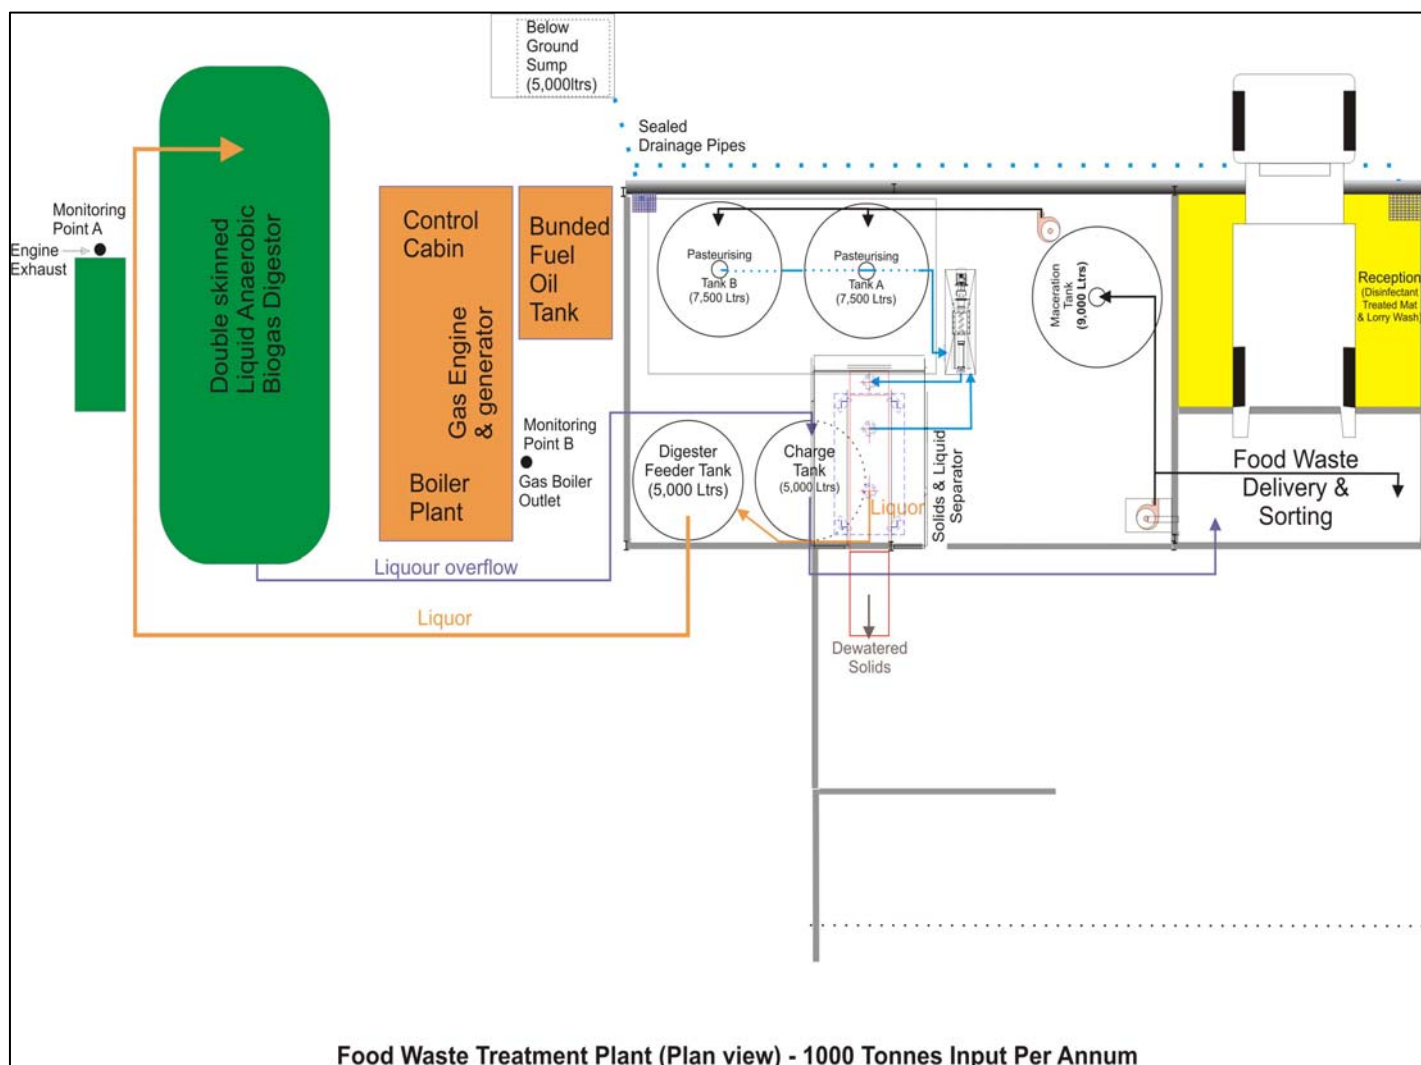 Below
Ground
Sump
(5,000ltrs)
Sealed
Drainage Pipes
Monitoring
Point A
Engine
Exhaust
Double skinned
Liquid Anaerobic
Biogas Digestor
Control
Cabin
Gas Engine
& generator
Boiler
Plant
Bunded
Fuel
Oil
Tank
Monitoring
Point B
Gas Boiler
Outlet
Pasteurising
Tank B
(7,500 Ltrs)
Pasteurising
Tank A
(7,500 Ltrs)
Maceration
Tank
(9,000 Ltrs)
Reception
(Disinfectant
Treated Mat
& Lorry Wash)
Digester
Feeder Tank
(5,000 Ltrs)
Charge
Tank
(5,000 Ltrs)
Liquor
Solids & Liquid
Separator
Food Waste
Delivery &
Sorting
Liquour overflow
Liquor
Dewatered
Solids
Food Waste Treatment Plant (Plan view) - 1000 Tonnes Input Per Annum